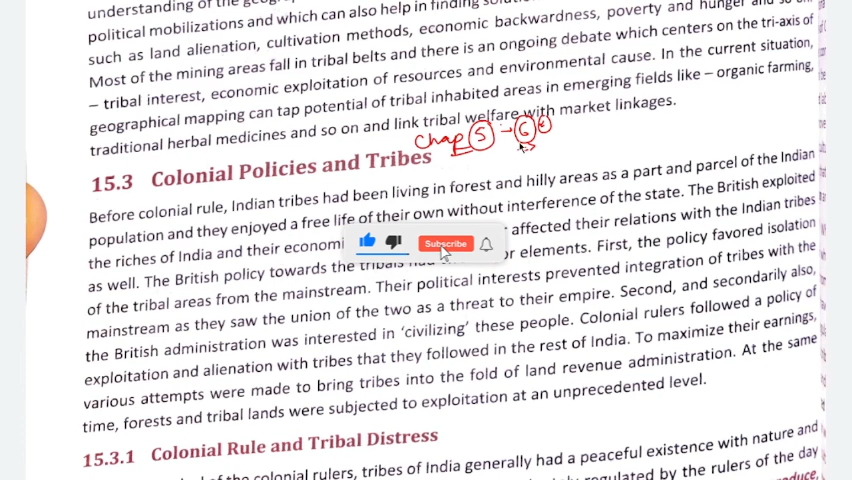 understanding of the
political mobilizations and which can also help in finding
such as land alienation, cultivation methods, economic backwardness, poverty and hunger and so
Most of the mining areas fall in tribal belts and there is an ongoing debate which centers on the tri-axis of
– tribal interest, economic exploitation of resources and environmental cause. In the current situation,
geographical mapping can tap potential of tribal inhabited areas in emerging fields like – organic farming,
traditional herbal medicines and so on and link tribal welfare with market linkages.
Chap 5 - 6
15.3 Colonial Policies and Tribes
Before colonial rule, Indian tribes had been living in forest and hilly areas as a part and parcel of the Indian
population and they enjoyed a free life of their own without interference of the state. The British exploited
the riches of India and their economi affected their relations with the Indian tribes
as well. The British policy towards the tribals had or elements. First, the policy favored isolation
Subscribe
of the tribal areas from the mainstream. Their political interests prevented integration of tribes with the
mainstream as they saw the union of the two as a threat to their empire. Second, and secondarily also,
the British administration was interested in ‘civilizing’ these people. Colonial rulers followed a policy of
exploitation and alienation with tribes that they followed in the rest of India. To maximize their earnings,
various attempts were made to bring tribes into the fold of land revenue administration. At the same
time, forests and tribal lands were subjected to exploitation at an unprecedented level.
15.3.1 Colonial Rule and Tribal Distress
of the colonial rulers, tribes of India generally had a peaceful existence with nature and
regulated by the rulers of the day